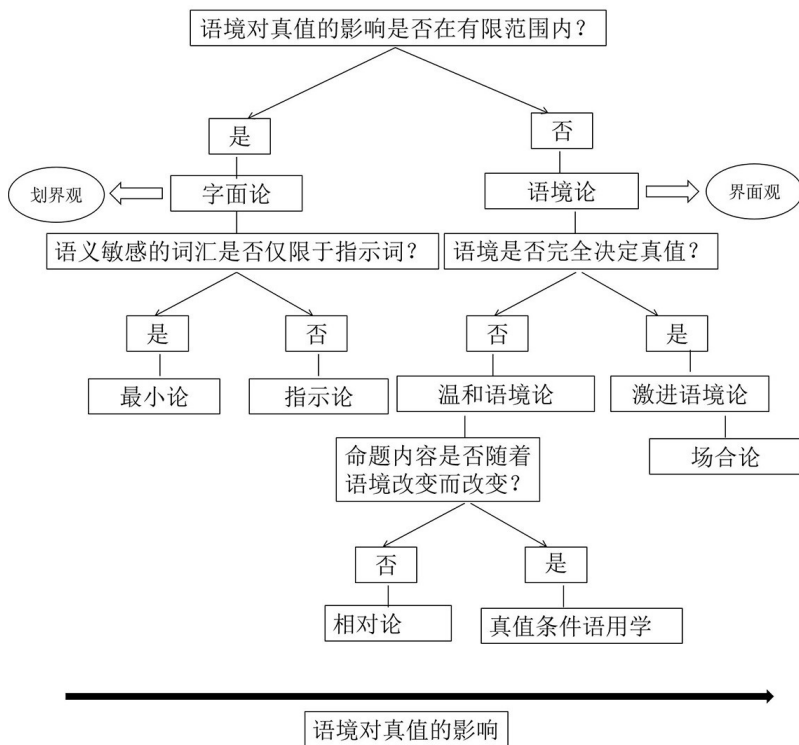 语境对真值的影响是否在有限范围内？
是
否
划界观
字面论
语境论
界面观
语义敏感的词汇是否仅限于指示词？
语境是否完全决定真值？
是
否
否
是
最小论
指示论
温和语境论
激进语境论
命题内容是否随着
语境改变而改变？
场合论
否
是
相对论
真值条件语用学
语境对真值的影响